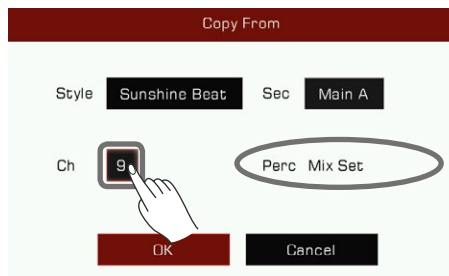 Copy From
Style Sunshine Beat Sec Main A
Ch 9 Perc Mix Set
OK Cancel